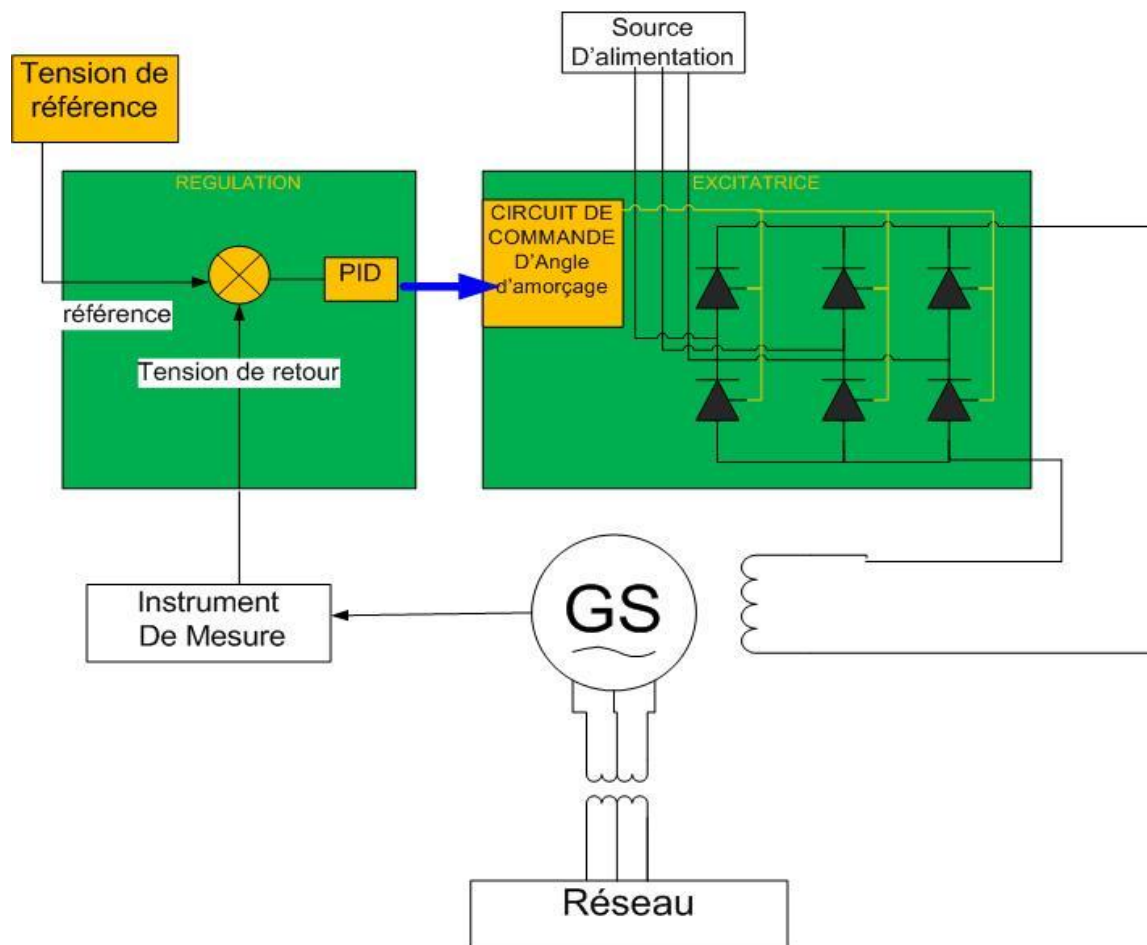 Source
D'alimentation
Tension de
référence
REGULATION
EXCITATRICE
CIRCUIT DE
COMMANDE
D'Angle
d'amorçage
PID
référence
Tension de retour
Instrument
De Mesure
GS
Réseau